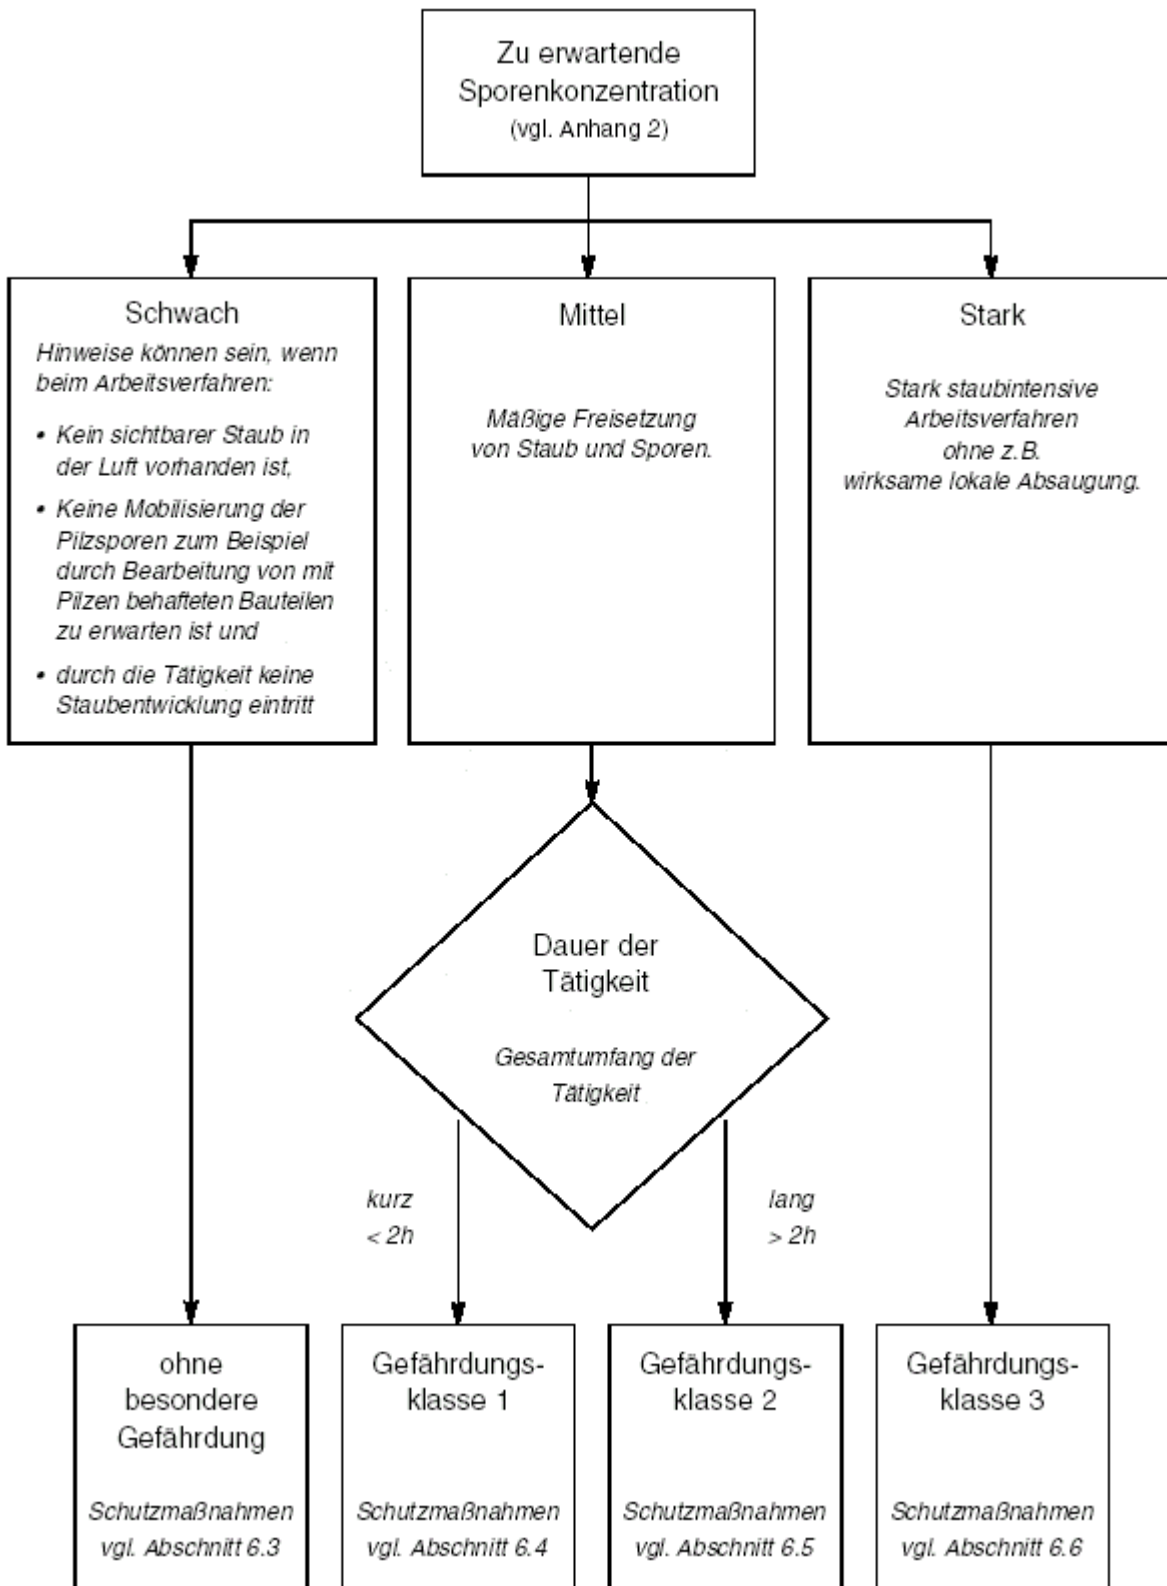 Zu erwartende
Sporenkonzentration
(vgl. Anhang 2)
Schwach
Hinweise können sein, wenn
beim Arbeitsverfahren:
• Kein sichtbarer Staub in
der Luft vorhanden ist,
• Keine Mobilisierung der
Pilzsporen zum Beispiel
durch Bearbeitung von mit
Pilzen behafteten Bauteilen
zu erwarten ist und
• durch die Tätigkeit keine
Staubentwicklung eintritt
Mittel
Mäßige Freisetzung
von Staub und Sporen.
Stark
Stark staubintensive
Arbeitsverfahren
ohne z.B.
wirksame lokale Absaugung.
Dauer der
Tätigkeit
Gesamtumfang der
Tätigkeit
kurz
< 2h
lang
> 2h
ohne
besondere
Gefährdung
Schutzmaßnahmen
vgl. Abschnitt 6.3
Gefährdungs-
klasse 1
Schutzmaßnahmen
vgl. Abschnitt 6.4
Gefährdungs-
klasse 2
Schutzmaßnahmen
vgl. Abschnitt 6.5
Gefährdungs-
klasse 3
Schutzmaßnahmen
vgl. Abschnitt 6.6